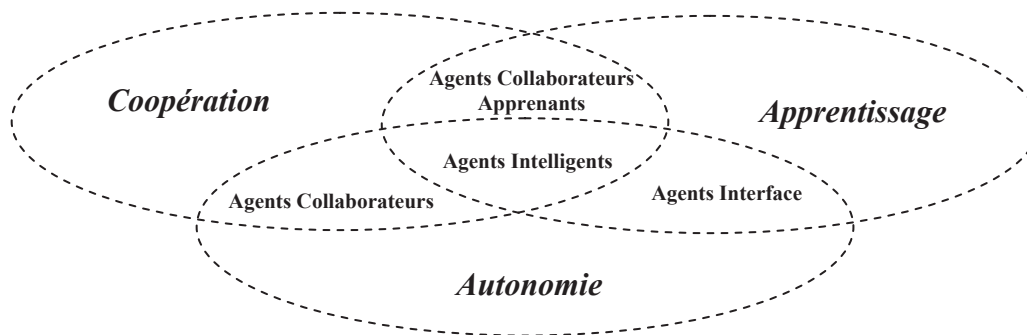 Agents Collaborateurs
Apprenants
Coopération
Apprentissage
Agents Intelligents
Agents Collaborateurs
Agents Interface
Autonomie